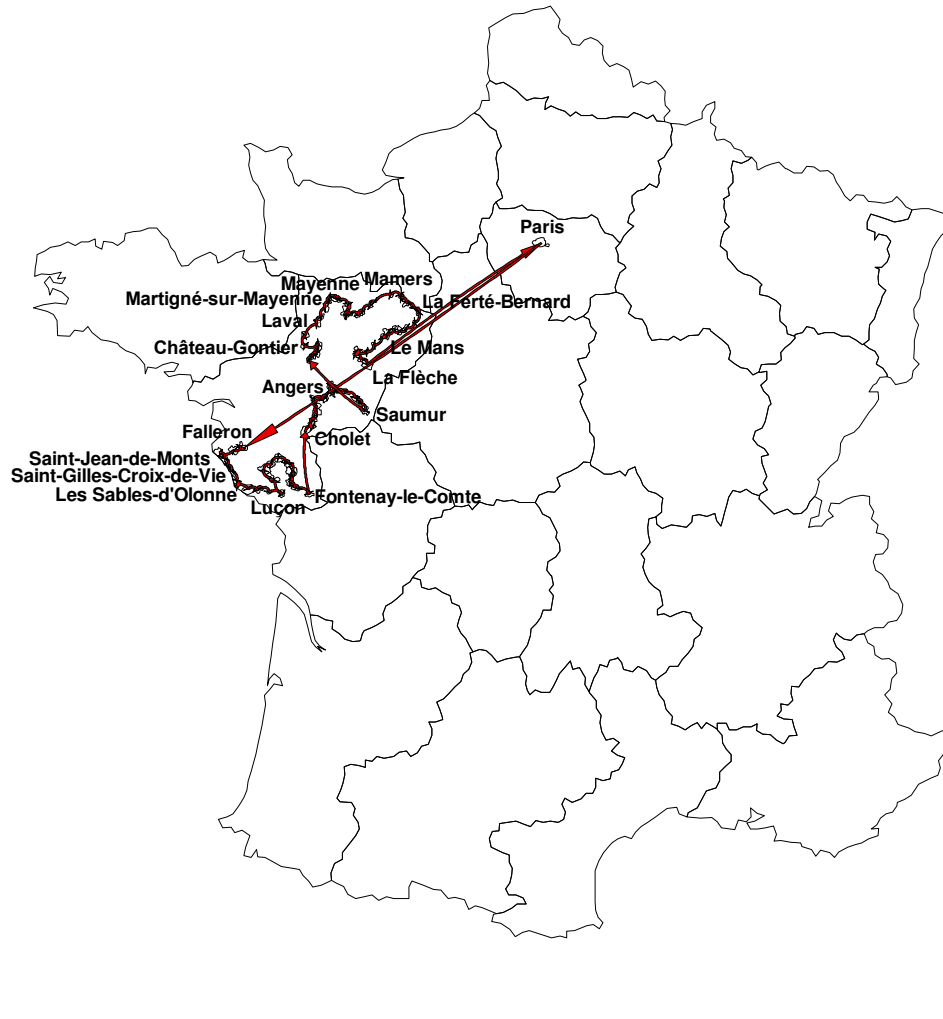 Paris
Mayenne
Mamers
Martigné-sur-Mayenne
La Ferté-Bernard
Laval
Château-Gontier
Le Mans
La Flèche
Angers
Saumur
Falleron
Cholet
Saint-Jean-de-Monts
Saint-Gilles-Croix-de-Vie
Les Sables-d'Olonne
Fontenay-le-Comte
Luçon